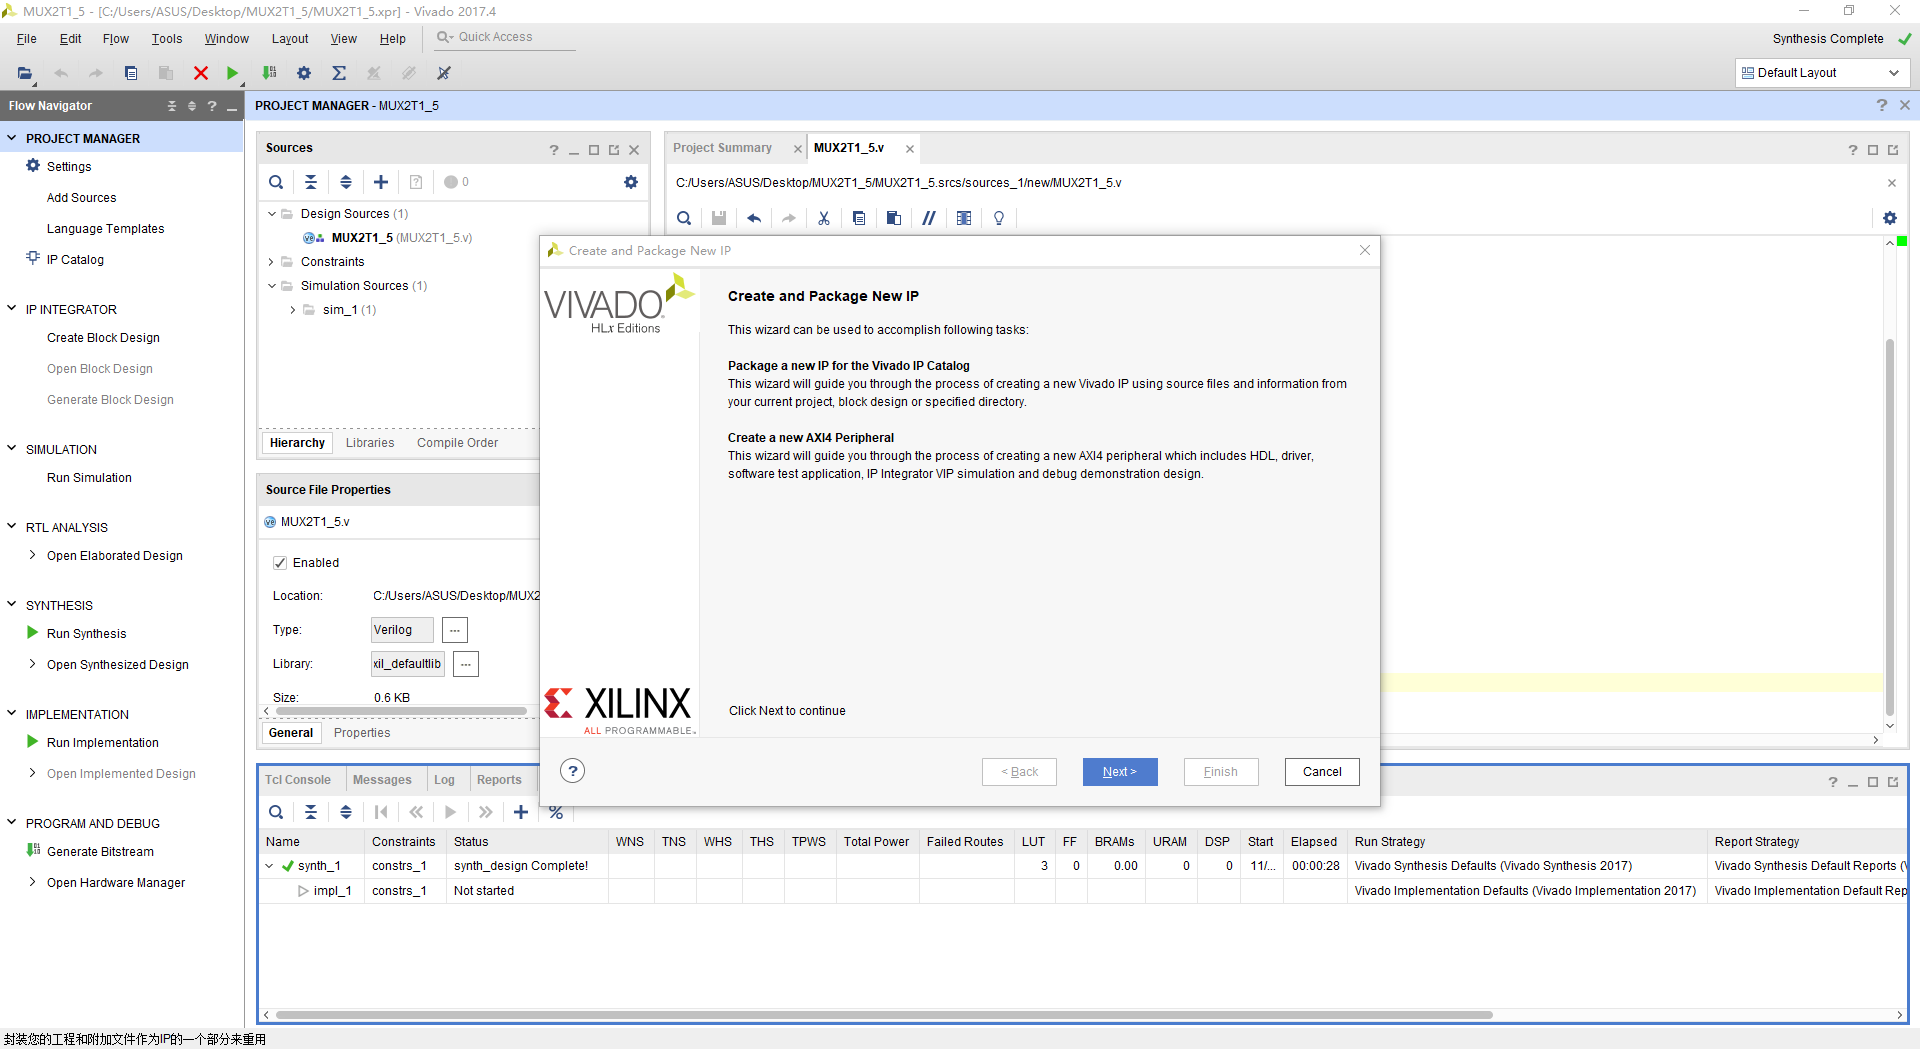 MUX2T1_5 - [C:/Users/ASUS/Desktop/MUX2T1_5/MUX2T1_5.xpr] - Vivado 2017.4
File Edit Flow Tools Window Layout View Help Quick Access
Synthesis Complete
Default Layout
Flow Navigator
PROJECT MANAGER - MUX2T1_5
PROJECT MANAGER
Settings
Add Sources
Language Templates
IP Catalog
IP INTEGRATOR
Create Block Design
Open Block Design
Generate Block Design
SIMULATION
Run Simulation
RTL ANALYSIS
Open Elaborated Design
SYNTHESIS
Run Synthesis
Open Synthesized Design
IMPLEMENTATION
Run Implementation
Open Implemented Design
PROGRAM AND DEBUG
Generate Bitstream
Open Hardware Manager
Sources
0
Design Sources (1)
MUX2T1_5 (MUX2T1_5.v)
Constraints
Simulation Sources (1)
sim_1 (1)
Hierarchy Libraries Compile Order
Source File Properties
MUX2T1_5.v
Enabled
Location: C:/Users/ASUS/Desktop/MUX2
Type: Verilog ...
Library: xil_defaultlib ...
Size: 0.6 KB
General Properties
Project Summary MUX2T1_5.v
C:/Users/ASUS/Desktop/MUX2T1_5/MUX2T1_5.srcs/sources_1/new/MUX2T1_5.v
Create and Package New IP
VIVADO
HLx Editions
Create and Package New IP
This wizard can be used to accomplish following tasks:
Package a new IP for the Vivado IP Catalog
This wizard will guide you through the process of creating a new Vivado IP using source files and information from
your current project, block design or specified directory.
Create a new AXI4 Peripheral
This wizard will guide you through the process of creating a new AXI4 peripheral which includes HDL, driver,
software test application, IP Integrator VIP simulation and debug demonstration design.
XILINX
ALL PROGRAMMABLE
Click Next to continue
? < Back Next > Finish Cancel
Tcl Console Messages Log Reports
Name Constraints Status WNS TNS WHS THS TPWS Total Power Failed Routes LUT FF BRAMs URAM DSP Start Elapsed Run Strategy Report Strategy
synth_1 constrs_1 synth_design Complete! 3 0 0.00 0 0 11/... 00:00:28 Vivado Synthesis Defaults (Vivado Synthesis 2017) Vivado Synthesis Default Reports (V
impl_1 constrs_1 Not started Vivado Implementation Defaults (Vivado Implementation 2017) Vivado Implementation Default Rep
封装您的工程和附加文件作为IP的一个部分来重用